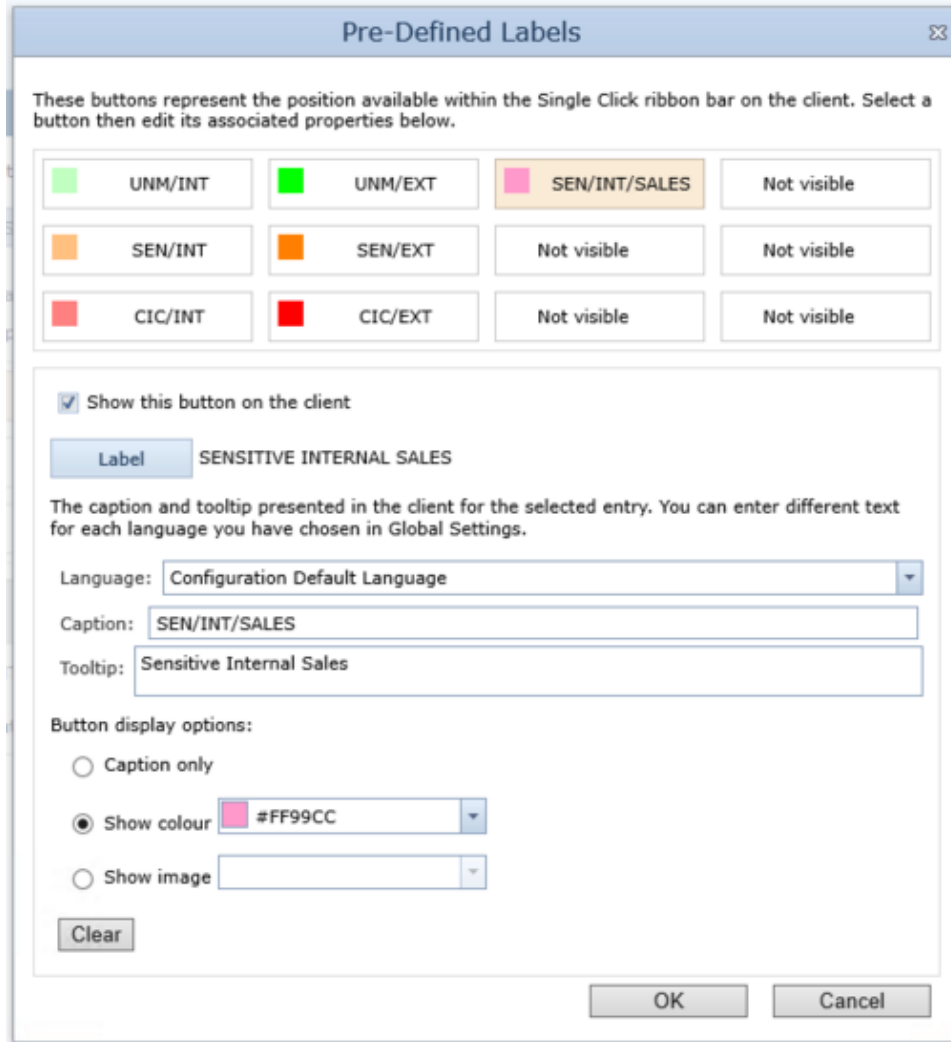 Pre-Defined Labels
These buttons represent the position available within the Single Click ribbon bar on the client. Select a
button then edit its associated properties below.
UNM/INT UNM/EXT SEN/INT/SALES Not visible
SEN/INT SEN/EXT Not visible Not visible
CIC/INT CIC/EXT Not visible Not visible
Show this button on the client
Label SENSITIVE INTERNAL SALES
The caption and tooltip presented in the client for the selected entry. You can enter different text
for each language you have chosen in Global Settings.
Language: Configuration Default Language
Caption: SEN/INT/SALES
Tooltip: Sensitive Internal Sales
Button display options:
Caption only
Show colour #FF99CC
Show image
Clear
OK Cancel